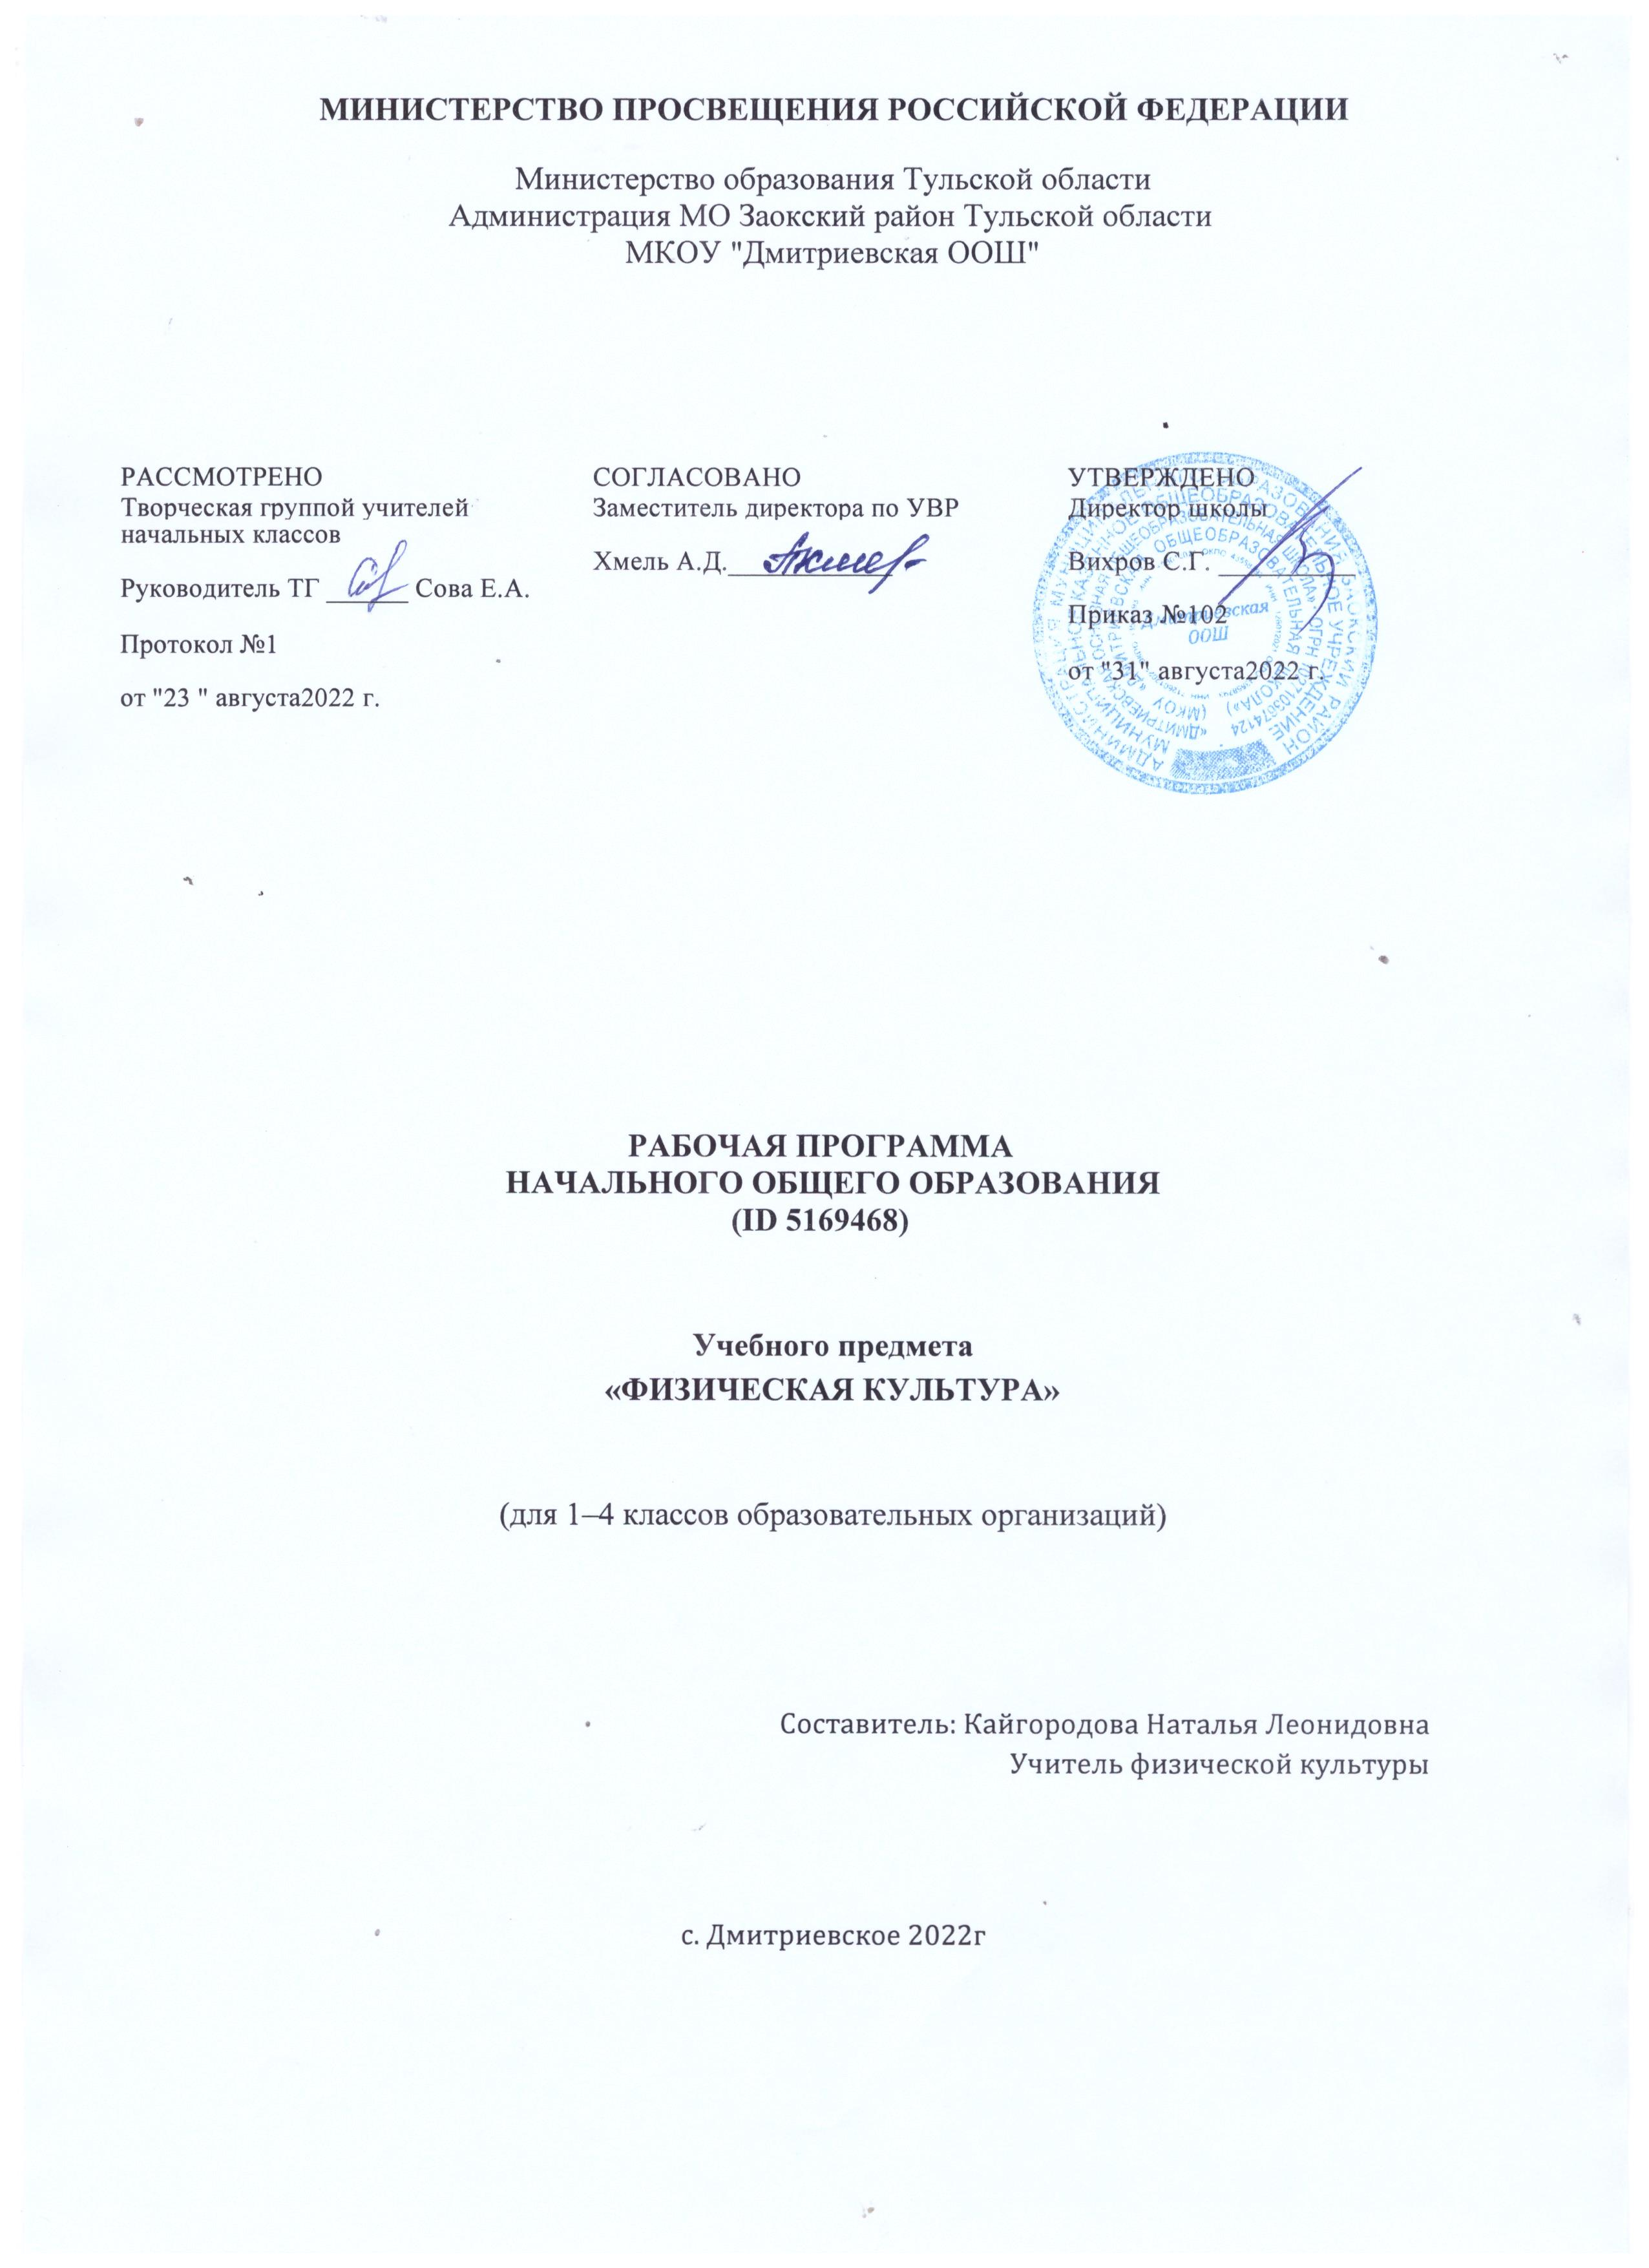 МИНИСТЕРСТВО ПРОСВЕЩЕНИЯ РОССИЙСКОЙ ФЕДЕРАЦИИ
Министерство образования Тульской области
Администрация МО Заокский район Тульской области
МКОУ "Дмитриевская ООШ"
РАССМОТРЕНО
Творческая группой учителей
начальных классов
Руководитель ТГ ______ Сова Е.А.
Протокол №1
от "23 " августа2022 г.
СОГЛАСОВАНО
Заместитель директора по УВР
Хмель А.Д.____________
УТВЕРЖДЕНО
Директор школы
Вихров С.Г. __________
Приказ №102
от "31" августа2022 г.
Дмитриевская
ООШ
РАБОЧАЯ ПРОГРАММА
НАЧАЛЬНОГО ОБЩЕГО ОБРАЗОВАНИЯ
(ID 5169468)
Учебного предмета
«ФИЗИЧЕСКАЯ КУЛЬТУРА»
(для 1–4 классов образовательных организаций)
Составитель: Кайгородова Наталья Леонидовна
Учитель физической культуры
с. Дмитриевское 2022г